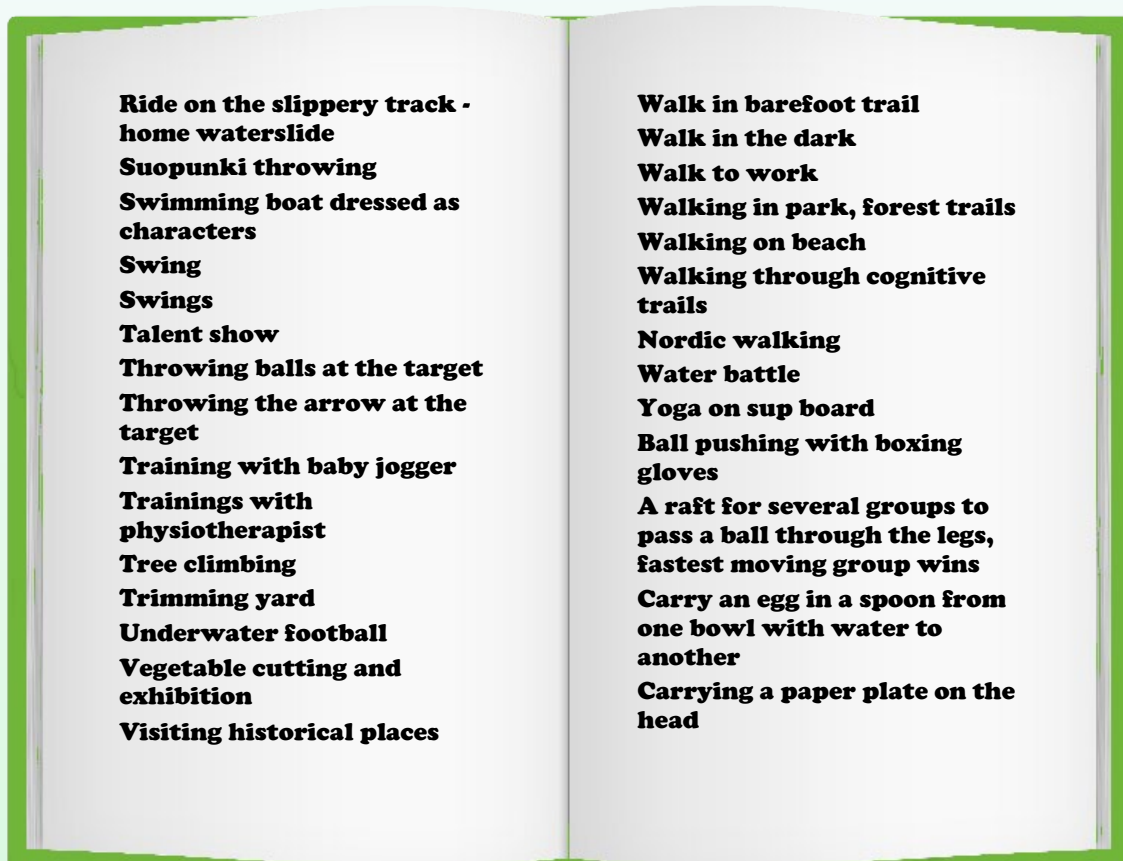 Ride on the slippery track -
home waterslide
Suopunki throwing
Swimming boat dressed as
characters
Swing
Swings
Talent show
Throwing balls at the target
Throwing the arrow at the
target
Training with baby jogger
Trainings with
physiotherapist
Tree climbing
Trimming yard
Underwater football
Vegetable cutting and
exhibition
Visiting historical places
Walk in barefoot trail
Walk in the dark
Walk to work
Walking in park, forest trails
Walking on beach
Walking through cognitive
trails
Nordic walking
Water battle
Yoga on sup board
Ball pushing with boxing
gloves
A raft for several groups to
pass a ball through the legs,
fastest moving group wins
Carry an egg in a spoon from
one bowl with water to
another
Carrying a paper plate on the
head